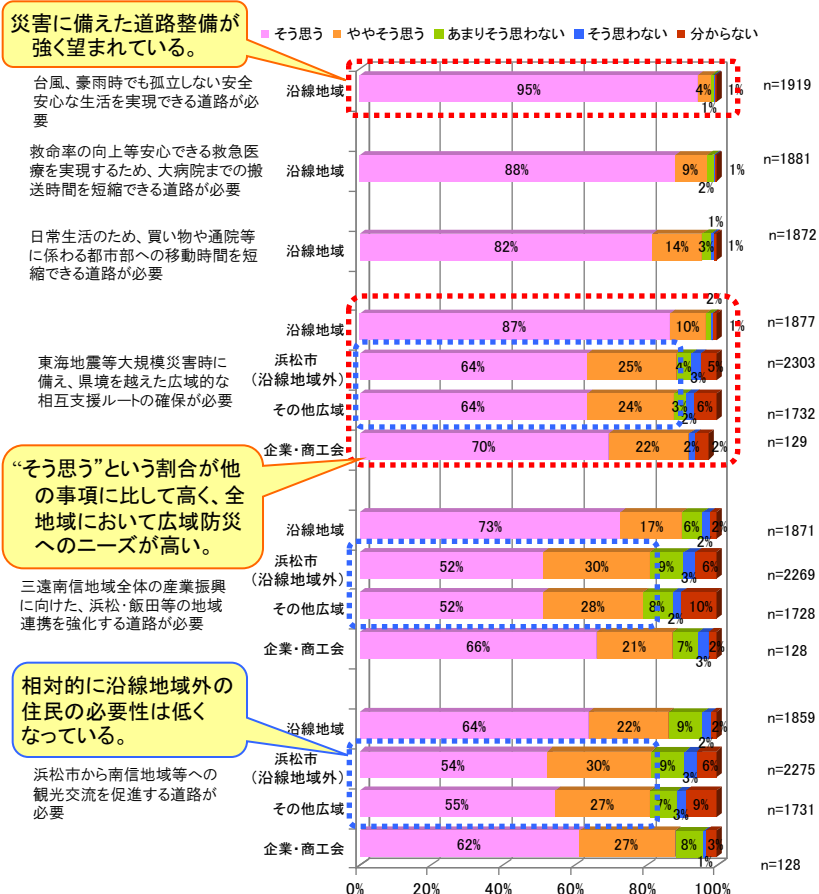 災害に備えた道路整備が
強く望まれている。
そう思う ややそう思う あまりそう思わない そう思わない 分からない
台風、豪雨時でも孤立しない安全
安心な生活を実現できる道路が必
要
沿線地域 95% 4% 1% 1% n=1919
救命率の向上等安心できる救急医
療を実現するため、大病院までの搬
送時間を短縮できる道路が必要
沿線地域 88% 9% 2% 1% n=1881
日常生活のため、買い物や通院等
に係わる都市部への移動時間を短
縮できる道路が必要
沿線地域 82% 14% 3% 1% 1% n=1872
東海地震等大規模災害時に
備え、県境を越えた広域的な
相互支援ルートの確保が必要
沿線地域 87% 10% 2% 1% n=1877
浜松市
(沿線地域外) 64% 25% 4% 3% 5% n=2303
その他広域 64% 24% 3% 2% 6% n=1732
企業・商工会 70% 22% 2% 2% n=129
“そう思う”という割合が他
の事項に比して高く、全
地域において広域防災
へのニーズが高い。
三遠南信地域全体の産業振興
に向けた、浜松・飯田等の地域
連携を強化する道路が必要
沿線地域 73% 17% 6% 2% 2% n=1871
浜松市
(沿線地域外) 52% 30% 9% 3% 6% n=2269
その他広域 52% 28% 8% 2% 10% n=1728
企業・商工会 66% 21% 7% 3% 2% n=128
相対的に沿線地域外の
住民の必要性は低く
なっている。
浜松市から南信地域等への
観光交流を促進する道路が
必要
沿線地域 64% 22% 9% 2% 2% n=1859
浜松市
(沿線地域外) 54% 30% 9% 3% 6% n=2275
その他広域 55% 27% 7% 3% 9% n=1731
企業・商工会 62% 27% 8% 1% 3% n=128
0% 20% 40% 60% 80% 100%